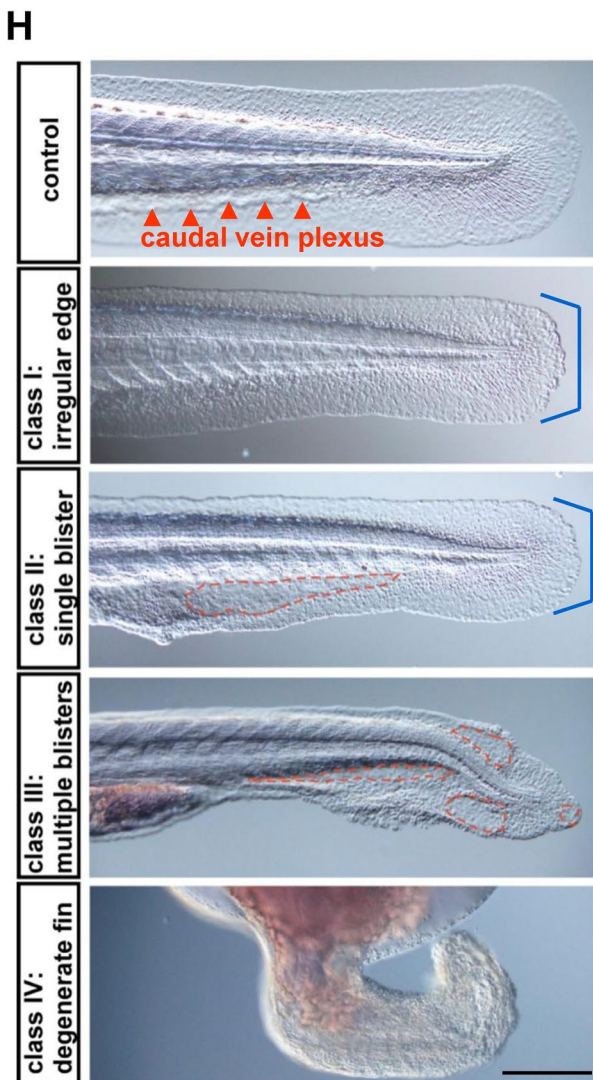 H
control
caudal vein plexus
class I:
irregular edge
class II:
single blister
class III:
multiple blisters
class IV:
degenerate fin